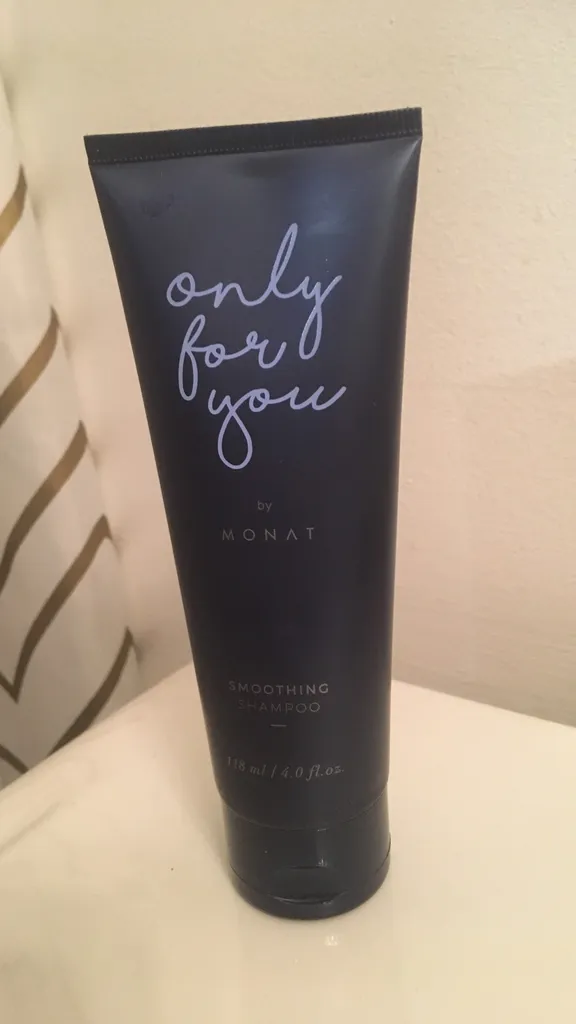 only
for
you
by
MONAT
SMOOTHING
SHAMPOO
118 ml / 4.0 fl.oz.